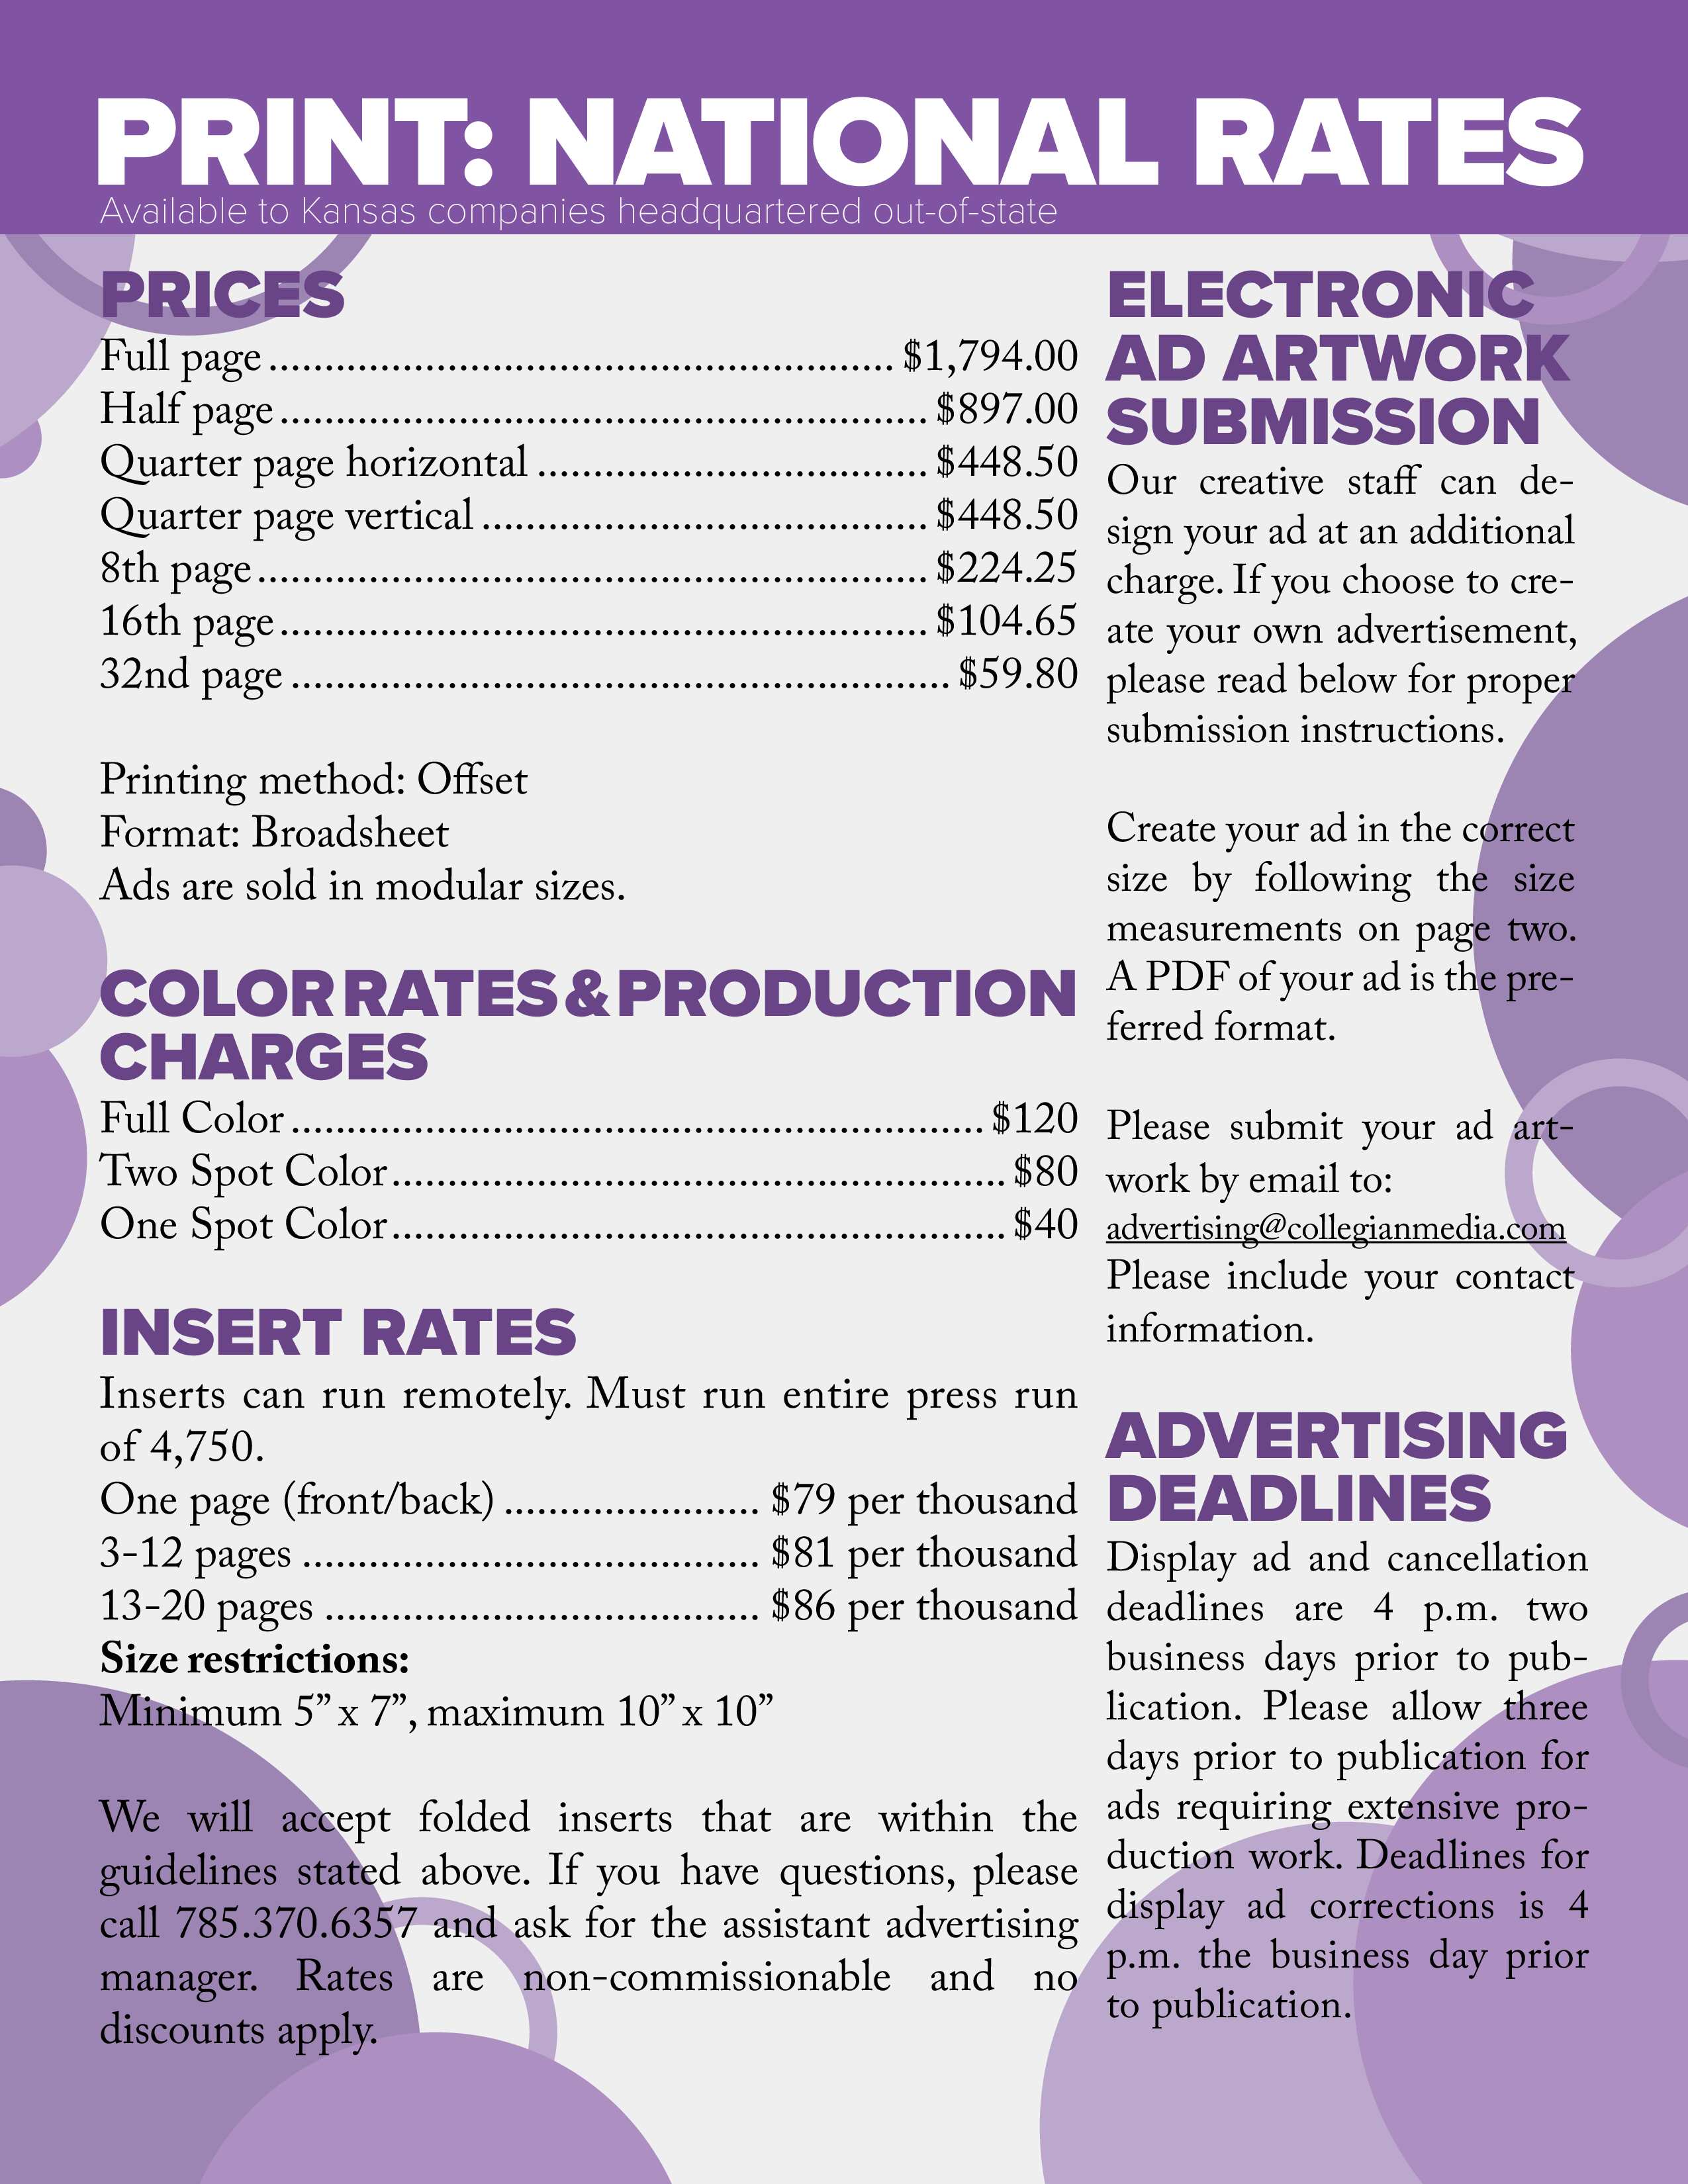 PRINT: NATIONAL RATES
Available to Kansas companies headquartered out-of-state
PRICES
Full page ........................................................ $1,794.00
Half page .......................................................... $897.00
Quarter page horizontal ................................... $448.50
Quarter page vertical ........................................ $448.50
8th page ............................................................ $224.25
16th page .......................................................... $104.65
32nd page ........................................................... $59.80
Printing method: Offset
Format: Broadsheet
Ads are sold in modular sizes.
COLOR RATES & PRODUCTION
CHARGES
Full Color .............................................................. $120
Two Spot Color ....................................................... $80
One Spot Color ....................................................... $40
INSERT RATES
Inserts can run remotely. Must run entire press run
of 4,750.
One page (front/back) ....................... $79 per thousand
3-12 pages ......................................... $81 per thousand
13-20 pages ....................................... $86 per thousand
Size restrictions:
Minimum 5” x 7”, maximum 10” x 10”
We will accept folded inserts that are within the
guidelines stated above. If you have questions, please
call 785.370.6357 and ask for the assistant advertising
manager. Rates are non-commissionable and no
discounts apply.
ELECTRONIC
AD ARTWORK
SUBMISSION
Our creative staff can de-
sign your ad at an additional
charge. If you choose to cre-
ate your own advertisement,
please read below for proper
submission instructions.
Create your ad in the correct
size by following the size
measurements on page two.
A PDF of your ad is the pre-
ferred format.
Please submit your ad art-
work by email to:
advertising@collegianmedia.com
Please include your contact
information.
ADVERTISING
DEADLINES
Display ad and cancellation
deadlines are 4 p.m. two
business days prior to pub-
lication. Please allow three
days prior to publication for
ads requiring extensive pro-
duction work. Deadlines for
display ad corrections is 4
p.m. the business day prior
to publication.